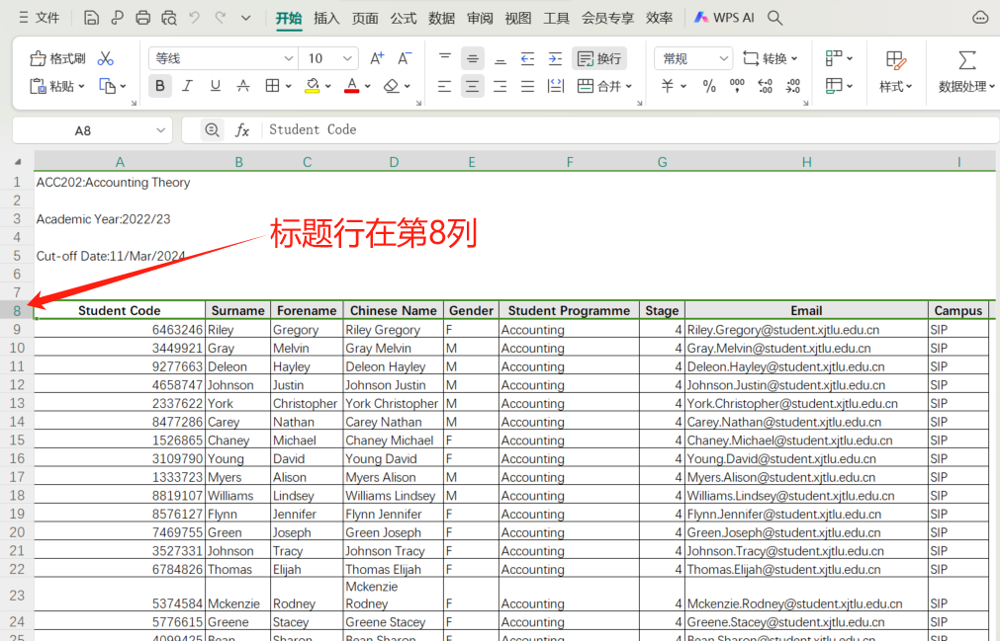 文件 开始 插入 页面 公式 数据 审阅 视图 工具 会员专享 效率 WPS AI
格式刷 等线 10 A+ A- 换行 常规 转换
粘贴 B I U A A 合并 ¥ % 样式 数据处理
A8 fx Student Code
A B C D E F G H I
1 ACC202:Accounting Theory
2
3 Academic Year:2022/23
标题行在第8列
4
5 Cut-off Date:11/Mar/2024
6
7
8 Student Code Surname Forename Chinese Name Gender Student Programme Stage Email Campus
9 6463246 Riley Gregory Riley Gregory F Accounting 4 Riley.Gregory@student.xjtlu.edu.cn SIP
10 3449921 Gray Melvin Gray Melvin M Accounting 4 Gray.Melvin@student.xjtlu.edu.cn SIP
11 9277663 Deleon Hayley Deleon Hayley M Accounting 4 Deleon.Hayley@student.xjtlu.edu.cn SIP
12 4658747 Johnson Justin Johnson Justin M Accounting 4 Johnson.Justin@student.xjtlu.edu.cn SIP
13 2337622 York Christopher York Christopher M Accounting 4 York.Christopher@student.xjtlu.edu.cn SIP
14 8477286 Carey Nathan Carey Nathan M Accounting 4 Carey.Nathan@student.xjtlu.edu.cn SIP
15 1526865 Chaney Michael Chaney Michael F Accounting 4 Chaney.Michael@student.xjtlu.edu.cn SIP
16 3109790 Young David Young David F Accounting 4 Young.David@student.xjtlu.edu.cn SIP
17 1333723 Myers Alison Myers Alison M Accounting 4 Myers.Alison@student.xjtlu.edu.cn SIP
18 8819107 Williams Lindsey Williams Lindsey M Accounting 4 Williams.Lindsey@student.xjtlu.edu.cn SIP
19 8576127 Flynn Jennifer Flynn Jennifer F Accounting 4 Flynn.Jennifer@student.xjtlu.edu.cn SIP
20 7469755 Green Joseph Green Joseph F Accounting 4 Green.Joseph@student.xjtlu.edu.cn SIP
21 3527331 Johnson Tracy Johnson Tracy F Accounting 4 Johnson.Tracy@student.xjtlu.edu.cn SIP
22 6784826 Thomas Elijah Thomas Elijah F Accounting 4 Thomas.Elijah@student.xjtlu.edu.cn SIP
Mckenzie
23 5374584 Mckenzie Rodney Rodney F Accounting 4 Mckenzie.Rodney@student.xjtlu.edu.cn SIP
24 5776615 Greene Stacey Greene Stacey F Accounting 4 Greene.Stacey@student.xjtlu.edu.cn SIP
25 4099425 Bean Sharon Bean Sharon F Accounting 4 Bean.Sharon@student.xjtlu.edu.cn SIP